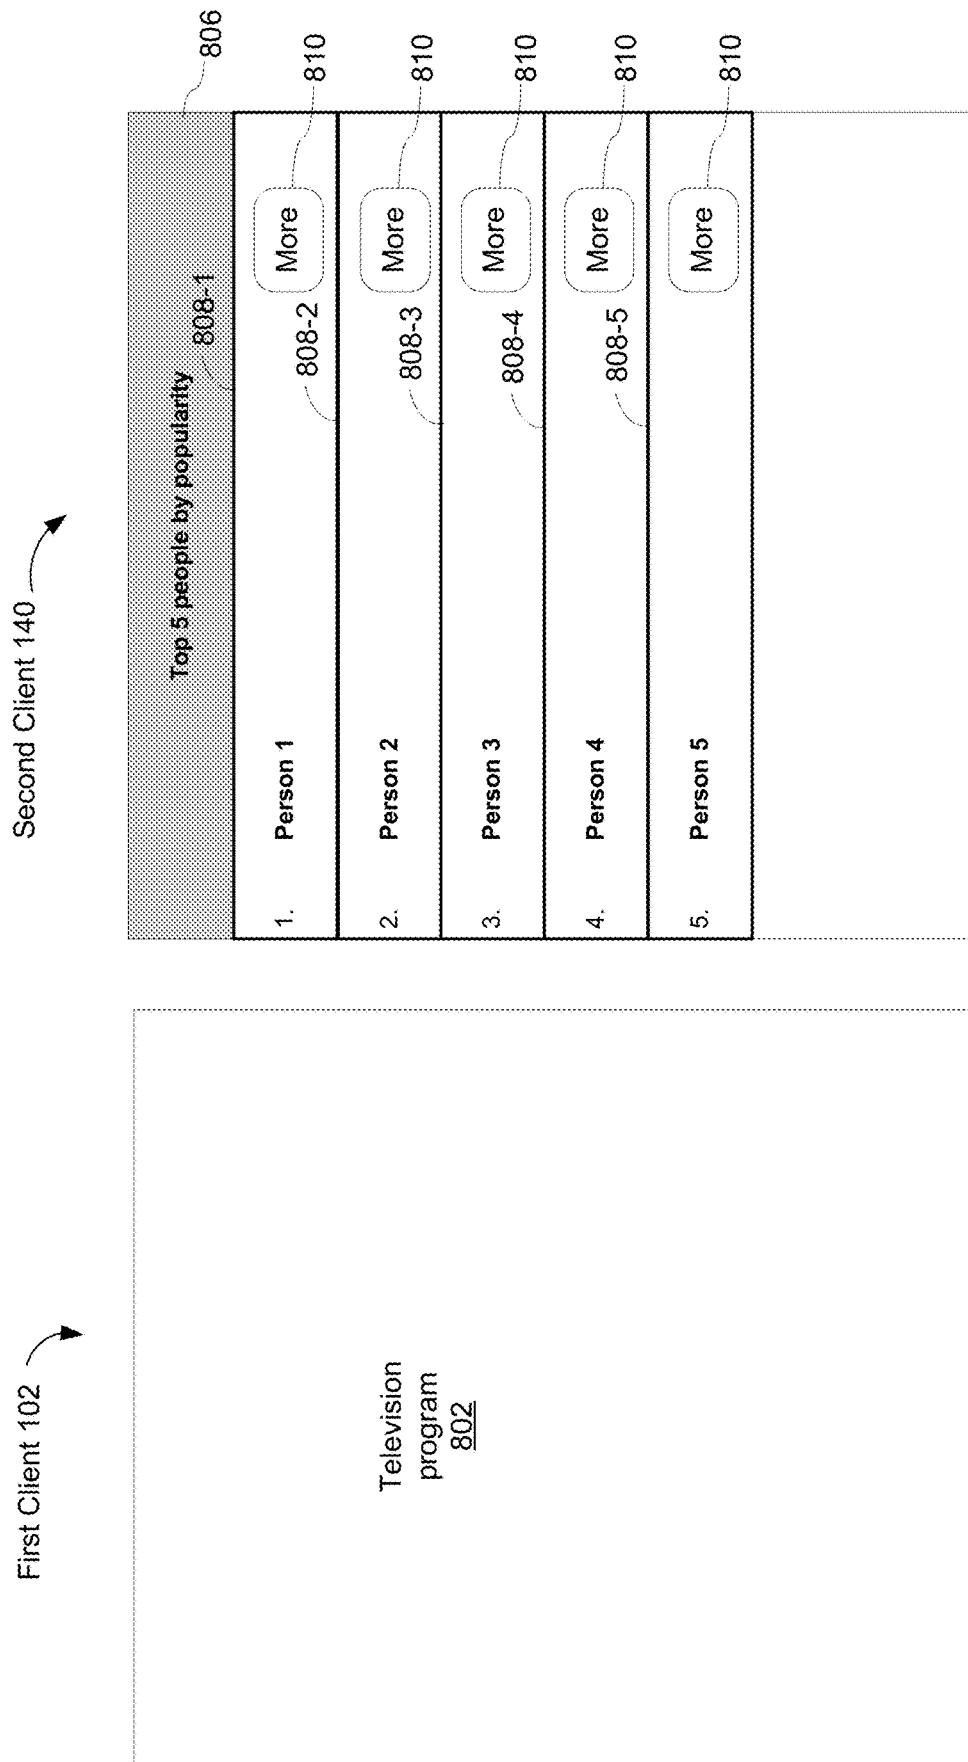 First Client 102
Television
program
802
Second Client 140
806
Top 5 people by popularity
808-1
1. Person 1 More 810
808-2
2. Person 2 More 810
808-3
3. Person 3 More 810
808-4
4. Person 4 More 810
808-5
5. Person 5 More 810